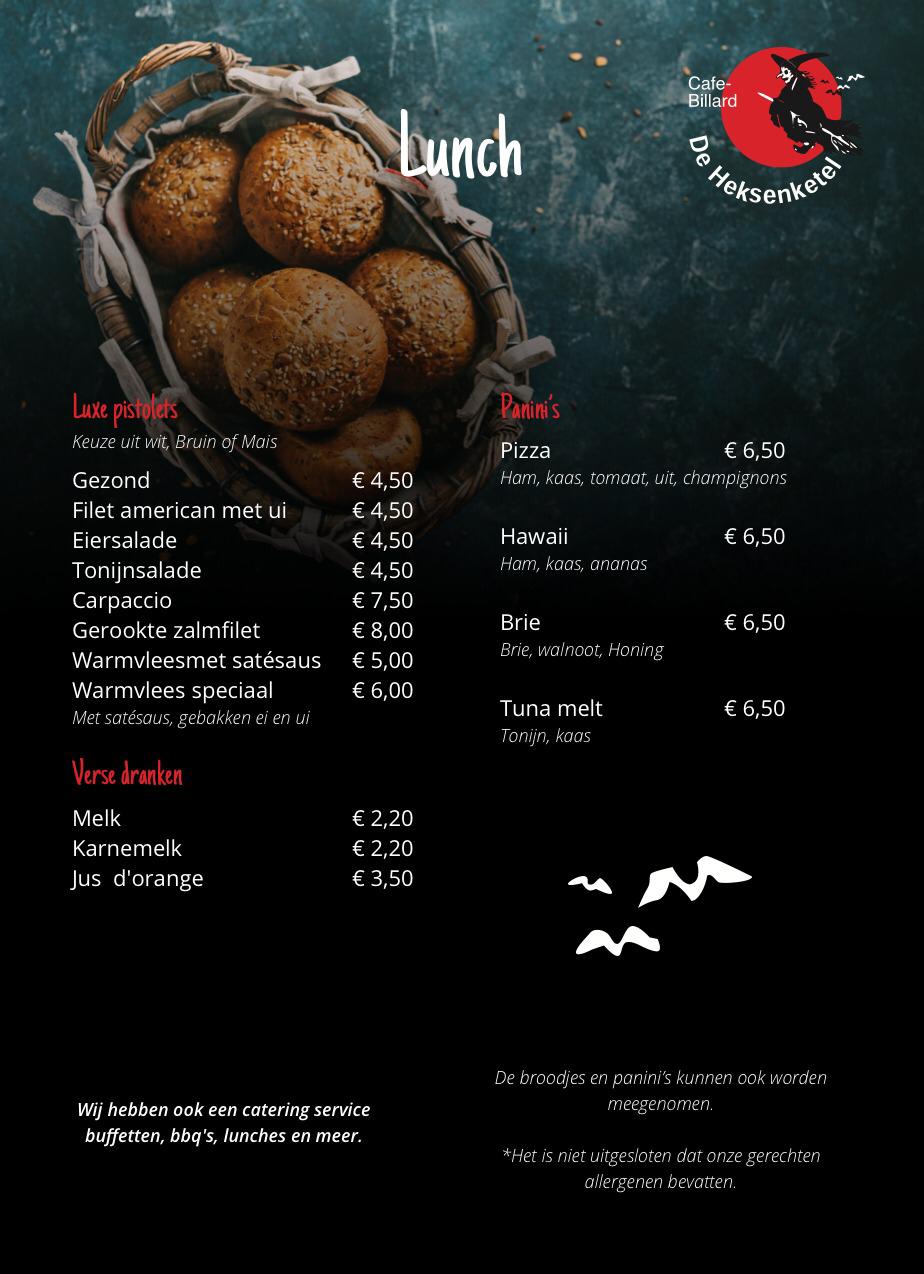 Lunch
Cafe-
Billard
De Heksenketel
Luxe pistolets
Keuze uit wit, Bruin of Mais
Gezond € 4,50
Filet american met ui € 4,50
Eiersalade € 4,50
Tonijnsalade € 4,50
Carpaccio € 7,50
Gerookte zalmfilet € 8,00
Warmvleesmet satésaus € 5,00
Warmvlees speciaal € 6,00
Met satésaus, gebakken ei en ui
Verse dranken
Melk € 2,20
Karnemelk € 2,20
Jus  d'orange € 3,50
Panini’s
Pizza € 6,50
Ham, kaas, tomaat, uit, champignons
Hawaii € 6,50
Ham, kaas, ananas
Brie € 6,50
Brie, walnoot, Honing
Tuna melt € 6,50
Tonijn, kaas
Wij hebben ook een catering service
buffetten, bbq's, lunches en meer.
De broodjes en panini’s kunnen ook worden
meegenomen.
*Het is niet uitgesloten dat onze gerechten
allergenen bevatten.